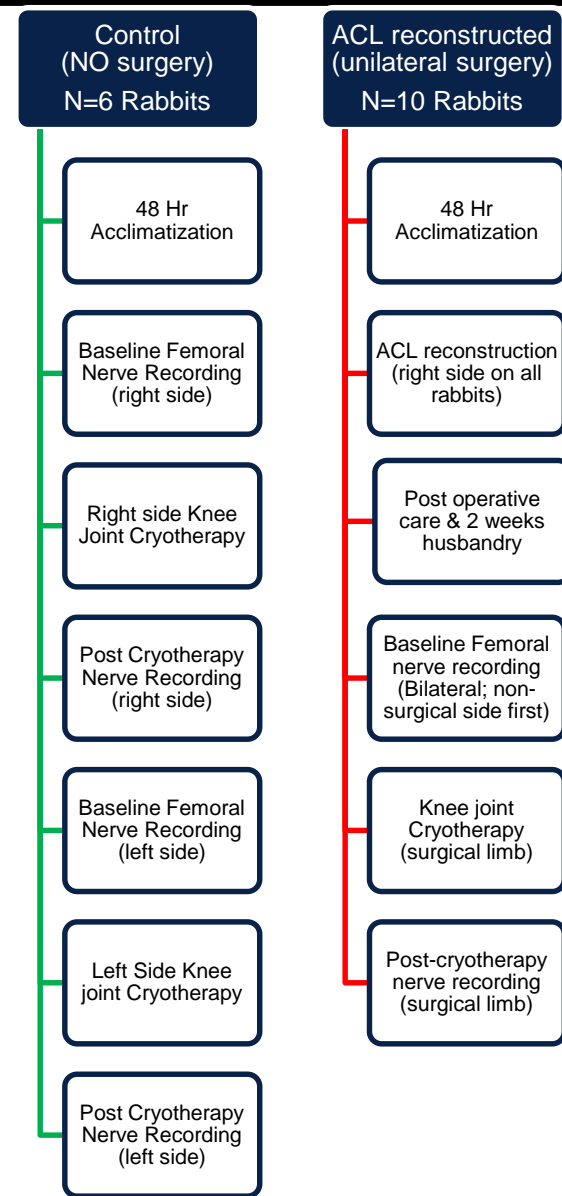 Control
(NO surgery)
N=6 Rabbits
48 Hr
Acclimatization
Baseline Femoral
Nerve Recording
(right side)
Right side Knee
Joint Cryotherapy
Post Cryotherapy
Nerve Recording
(right side)
Baseline Femoral
Nerve Recording
(left side)
Left Side Knee
joint Cryotherapy
Post Cryotherapy
Nerve Recording
(left side)
ACL reconstructed
(unilateral surgery)
N=10 Rabbits
48 Hr
Acclimatization
ACL reconstruction
(right side on all
rabbits)
Post operative
care & 2 weeks
husbandry
Baseline Femoral
nerve recording
(Bilateral; non-
surgical side first)
Knee joint
Cryotherapy
(surgical limb)
Post-cryotherapy
nerve recording
(surgical limb)